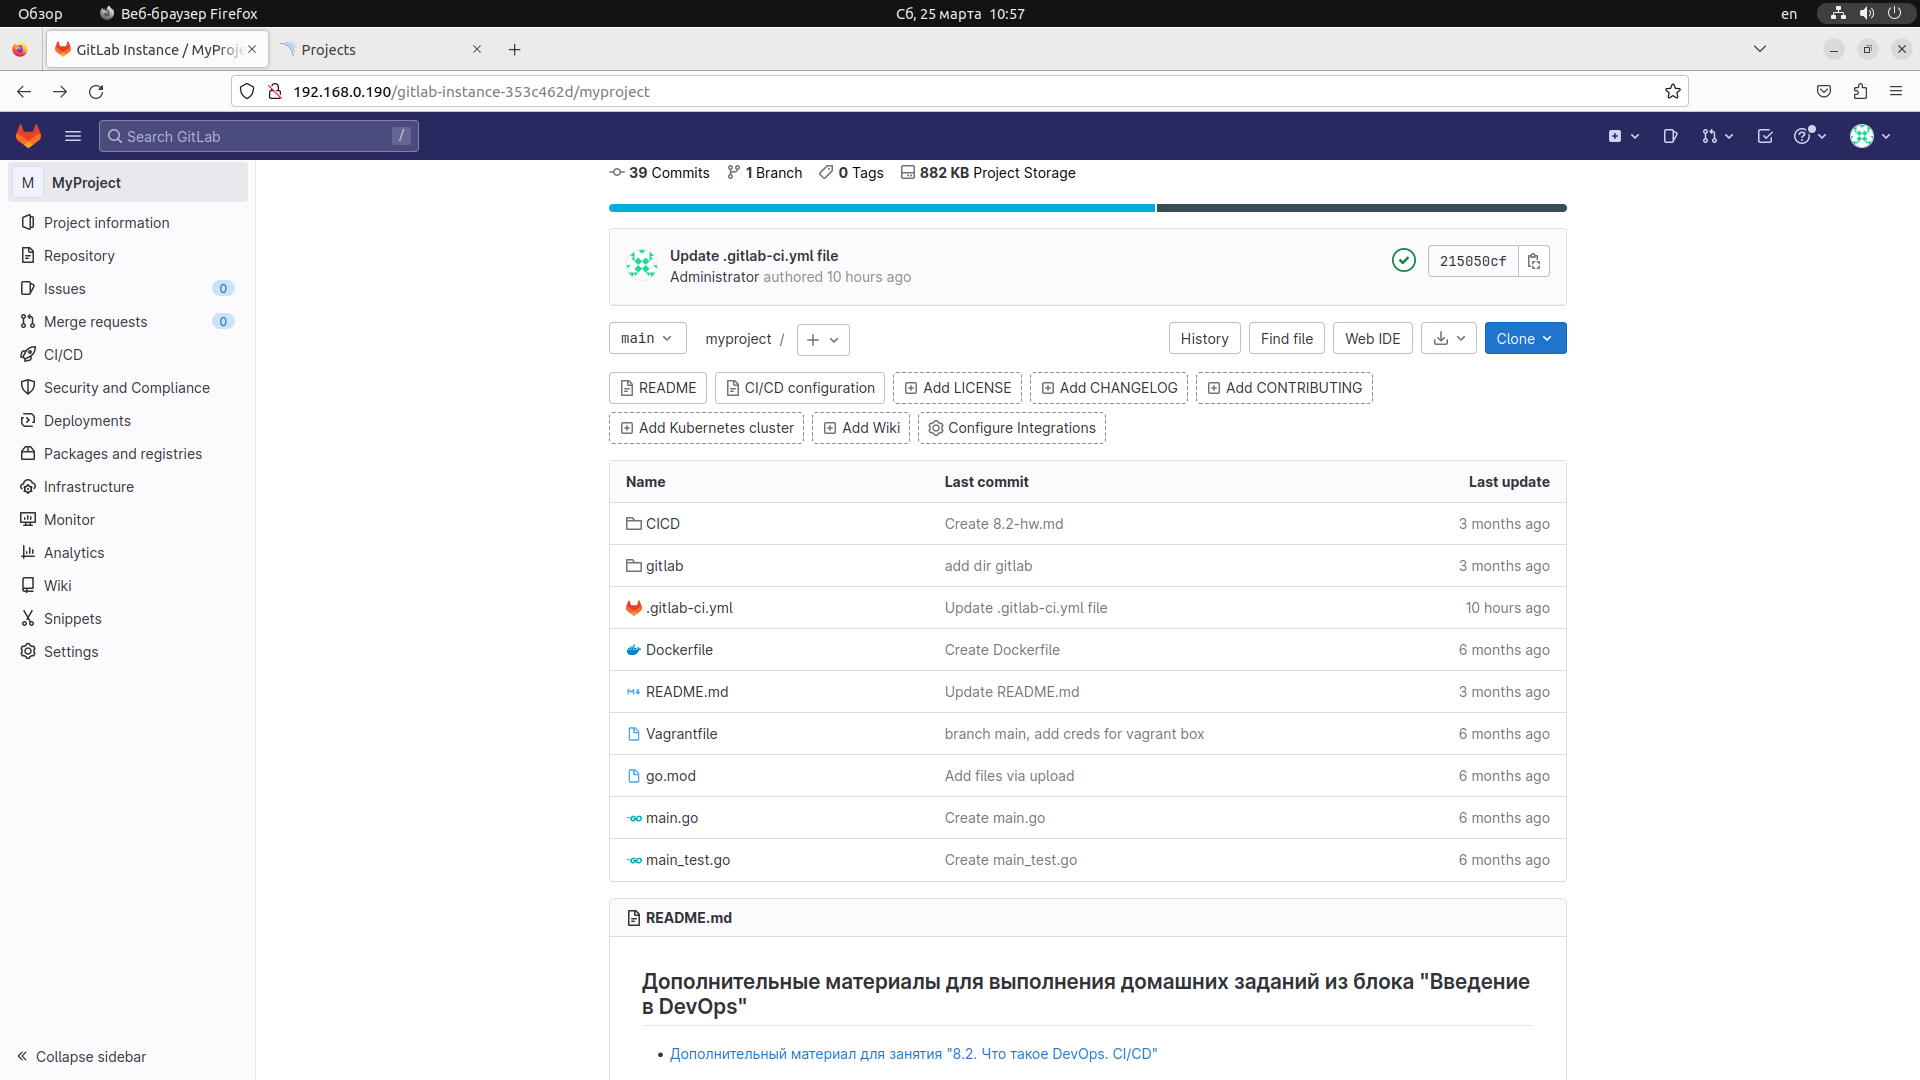 Обзор Веб-браузер Firefox Сб, 25 марта 10:57 en
GitLab Instance / MyProje Projects
192.168.0.190/gitlab-instance-353c462d/myproject
Search GitLab /
M MyProject
Project information
Repository
Issues 0
Merge requests 0
CI/CD
Security and Compliance
Deployments
Packages and registries
Infrastructure
Monitor
Analytics
Wiki
Snippets
Settings
Collapse sidebar
39 Commits 1 Branch 0 Tags 882 KB Project Storage
Update .gitlab-ci.yml file
Administrator authored 10 hours ago
215050cf
main myproject / + History Find file Web IDE Clone
README CI/CD configuration Add LICENSE Add CHANGELOG Add CONTRIBUTING
Add Kubernetes cluster Add Wiki Configure Integrations
Name Last commit Last update
CICD Create 8.2-hw.md 3 months ago
gitlab add dir gitlab 3 months ago
.gitlab-ci.yml Update .gitlab-ci.yml file 10 hours ago
Dockerfile Create Dockerfile 6 months ago
README.md Update README.md 3 months ago
Vagrantfile branch main, add creds for vagrant box 6 months ago
go.mod Add files via upload 6 months ago
main.go Create main.go 6 months ago
main_test.go Create main_test.go 6 months ago
README.md
Дополнительные материалы для выполнения домашних заданий из блока "Введение
в DevOps"
• Дополнительный материал для занятия "8.2. Что такое DevOps. CI/CD"